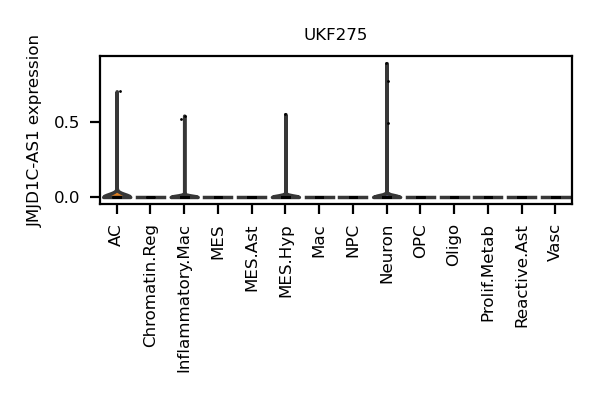 UKF275
JMJD1C-AS1 expression
0.5
0.0
AC
Chromatin.Reg
Inflammatory.Mac
MES
MES.Ast
MES.Hyp
Mac
NPC
Neuron
OPC
Oligo
Prolif.Metab
Reactive.Ast
Vasc